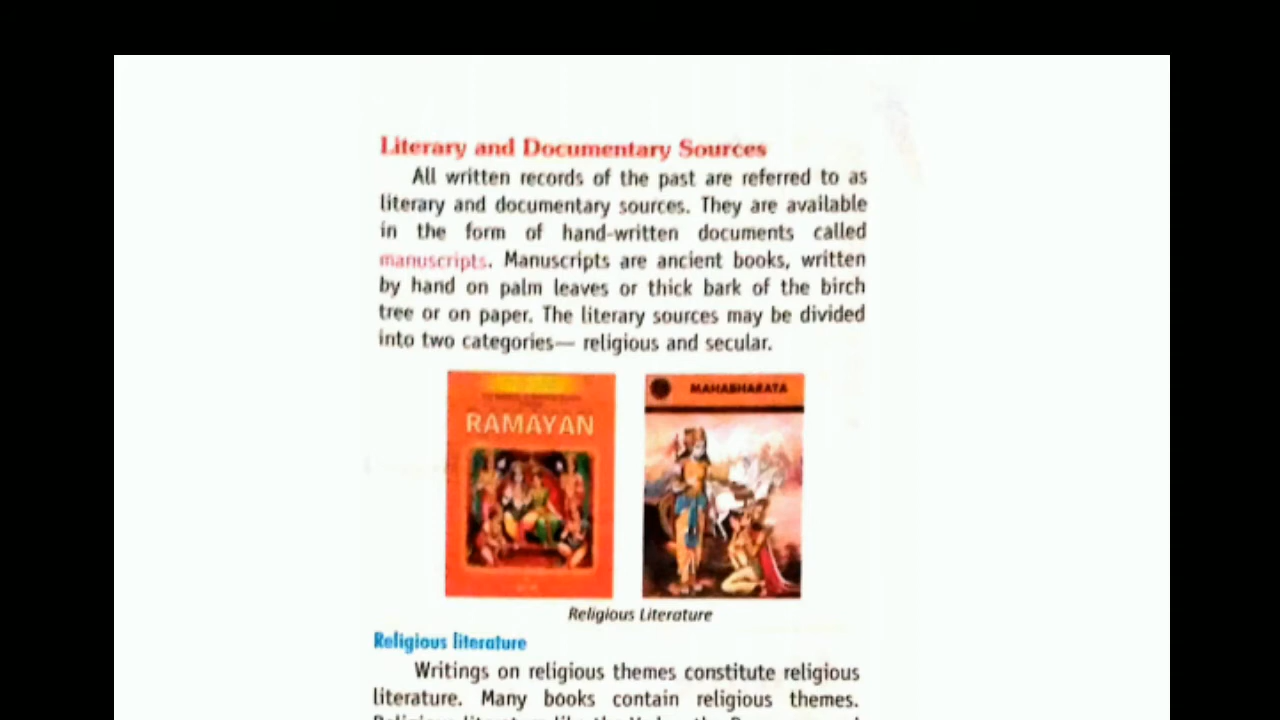 Literary and Documentary Sources
All written records of the past are referred to as
literary and documentary sources. They are available
in the form of hand-written documents called
manuscripts. Manuscripts are ancient books, written
by hand on palm leaves or thick bark of the birch
tree or on paper. The literary sources may be divided
into two categories— religious and secular.
RAMAYAN
MAHABHARATA
Religious Literature
Religious literature
Writings on religious themes constitute religious
literature. Many books contain religious themes.